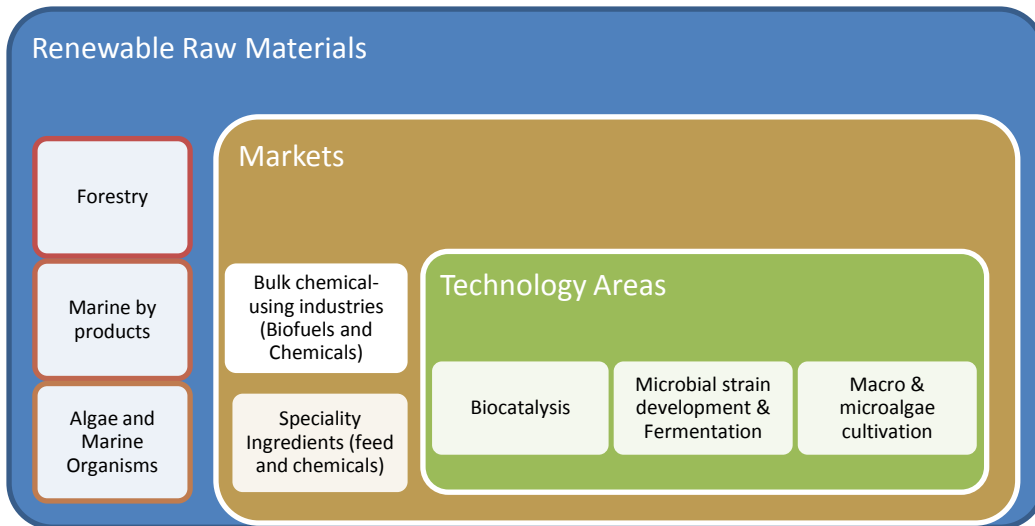 Renewable Raw Materials
Forestry
Marine by
products
Algae and
Marine
Organisms
Markets
Bulk chemical-
using industries
(Biofuels and
Chemicals)
Speciality
Ingredients (feed
and chemicals)
Technology Areas
Biocatalysis
Microbial strain
development &
Fermentation
Macro &
microalgae
cultivation